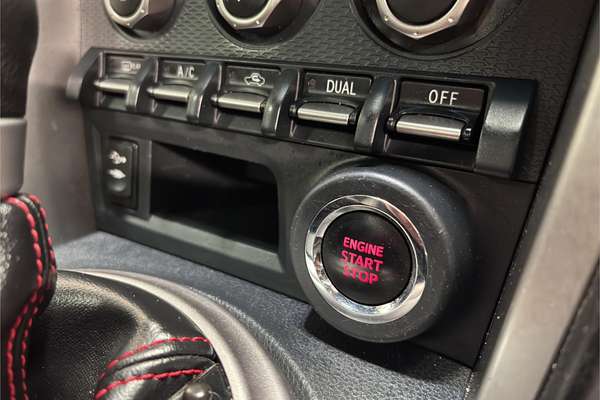 A/C
DUAL
OFF
ENGINE
START
STOP